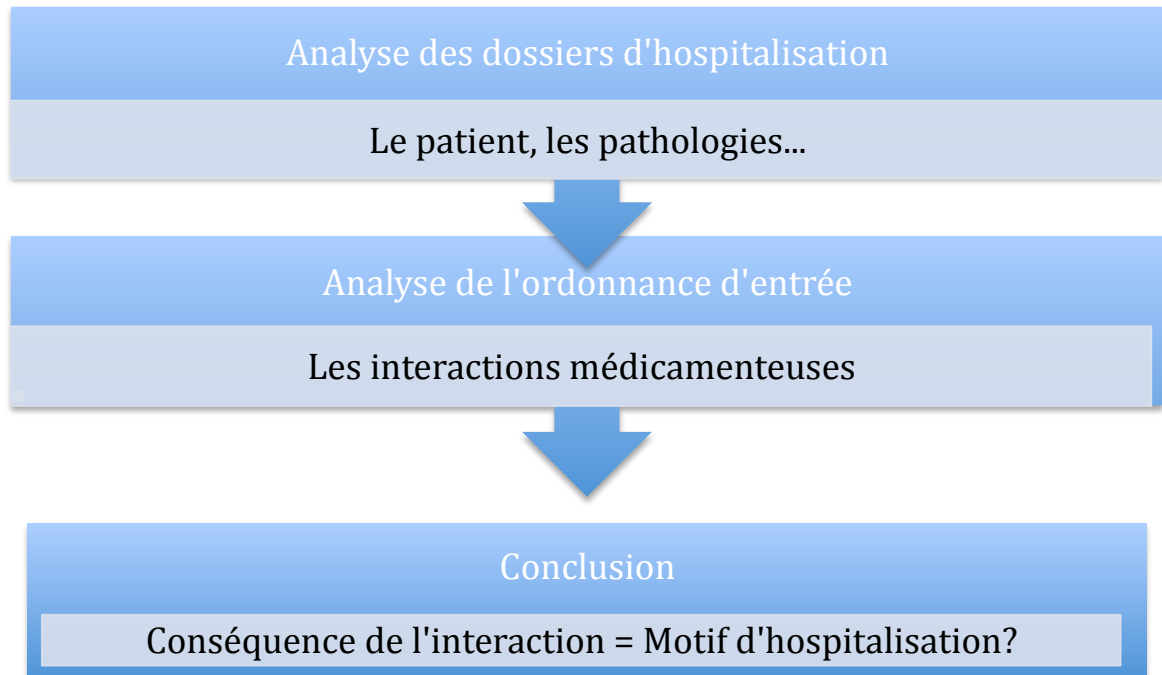 Analyse des dossiers d'hospitalisation
Le patient, les pathologies...
Analyse de l'ordonnance d'entrée
Les interactions médicamenteuses
Conclusion
Conséquence de l'interaction = Motif d'hospitalisation?